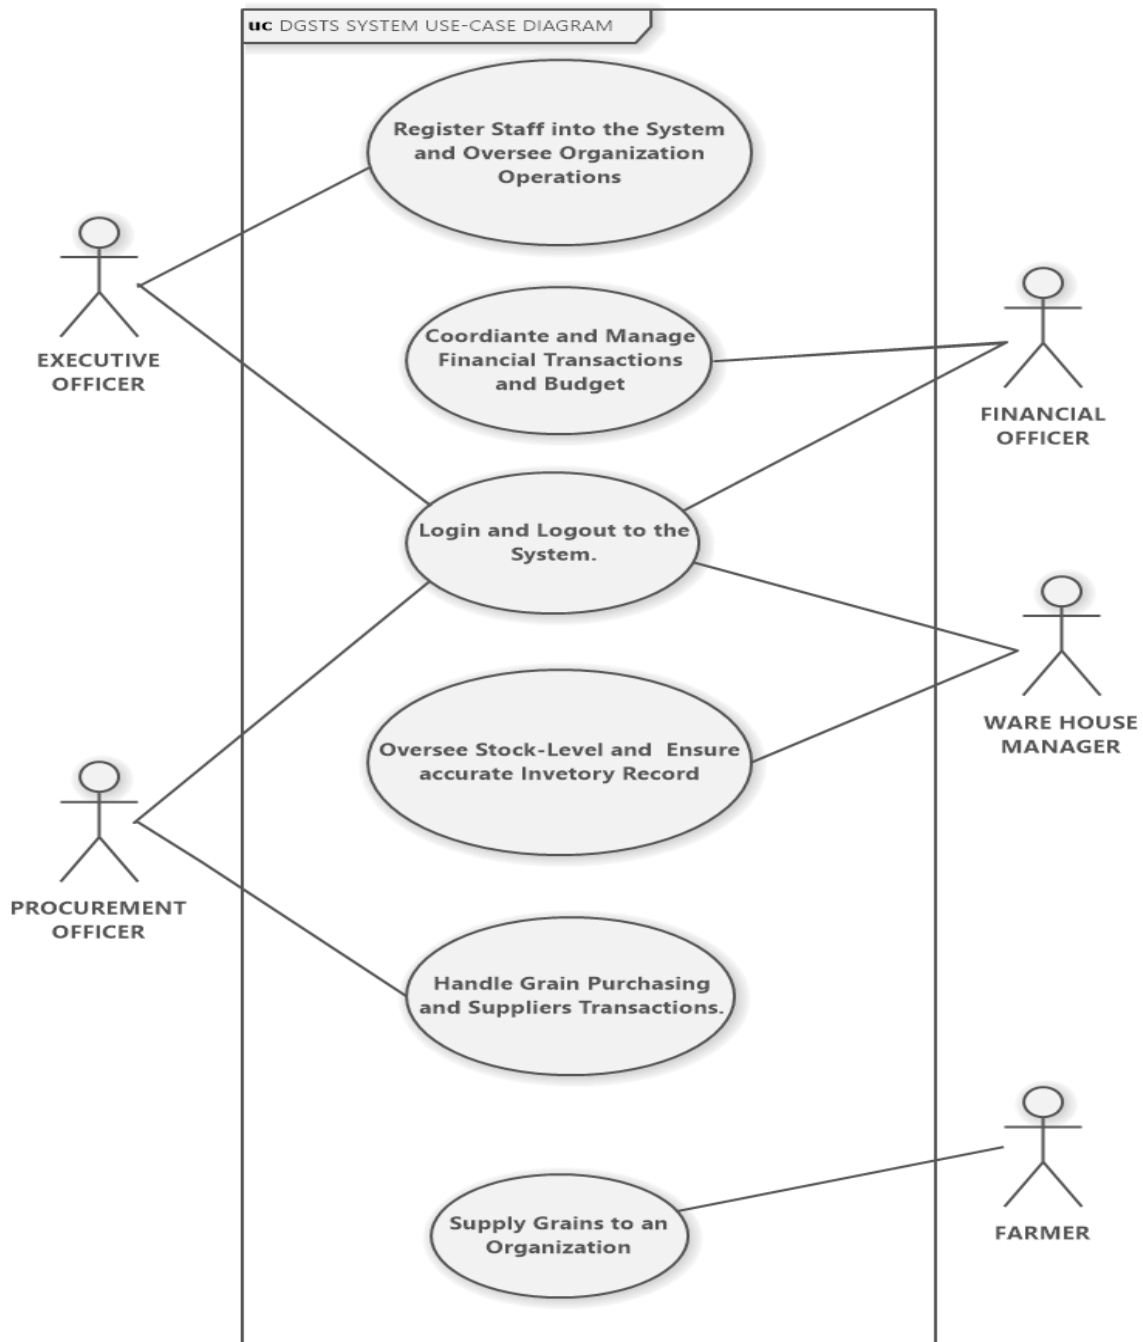 uc DGSTS SYSTEM USE-CASE DIAGRAM
Register Staff into the System
and Oversee Organization
Operations
EXECUTIVE
OFFICER
Coordiante and Manage
Financial Transactions
and Budget
FINANCIAL
OFFICER
Login and Logout to the
System.
WARE HOUSE
MANAGER
Oversee Stock-Level and Ensure
accurate Invetory Record
PROCUREMENT
OFFICER
Handle Grain Purchasing
and Suppliers Transactions.
Supply Grains to an
Organization
FARMER